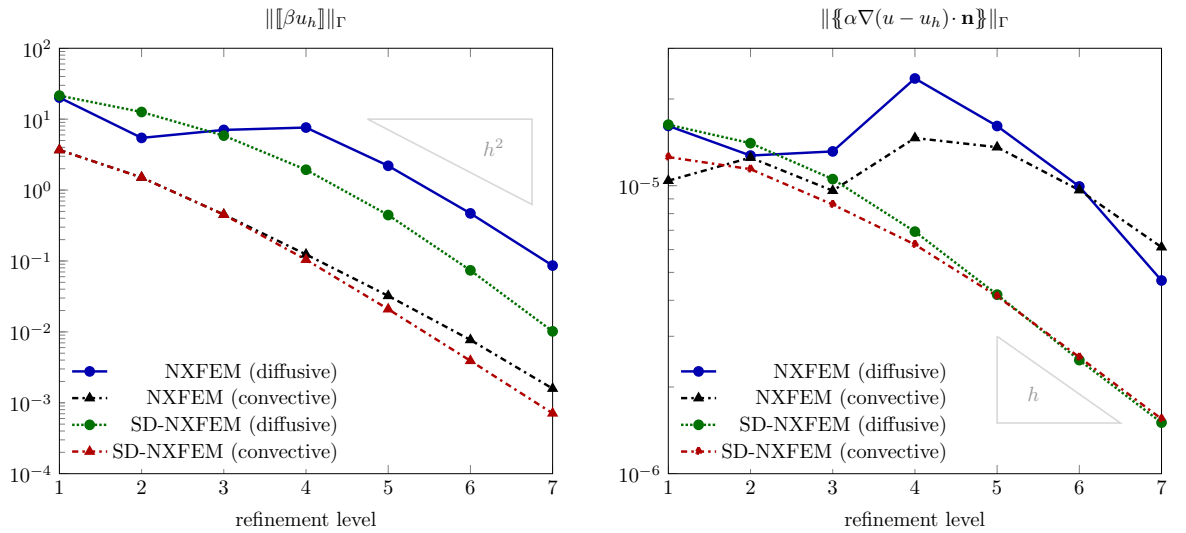 ‖⟦βu_h⟧‖_Γ
10^2
10^1
10^0
10^−1
10^−2
10^−3
10^−4
h^2
NXFEM (diffusive)
NXFEM (convective)
SD-NXFEM (diffusive)
SD-NXFEM (convective)
1 2 3 4 5 6 7
refinement level
‖{{α∇(u − u_h) · n}}‖_Γ
10^−5
10^−6
h
NXFEM (diffusive)
NXFEM (convective)
SD-NXFEM (diffusive)
SD-NXFEM (convective)
1 2 3 4 5 6 7
refinement level